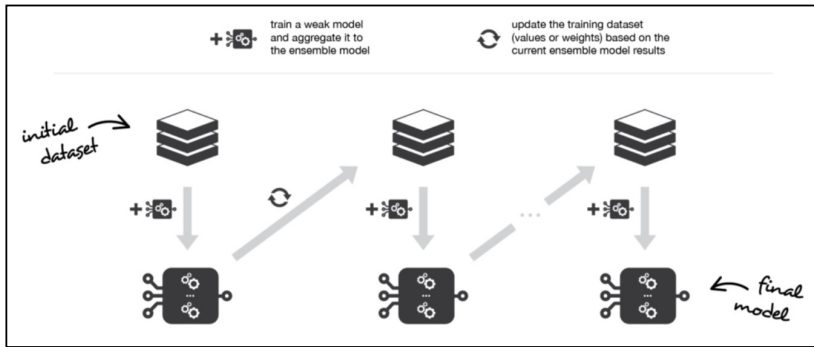 train a weak model
and aggregate it to
the ensemble model
update the training dataset
(values or weights) based on the
current ensemble model results
initial
dataset
...
final
model